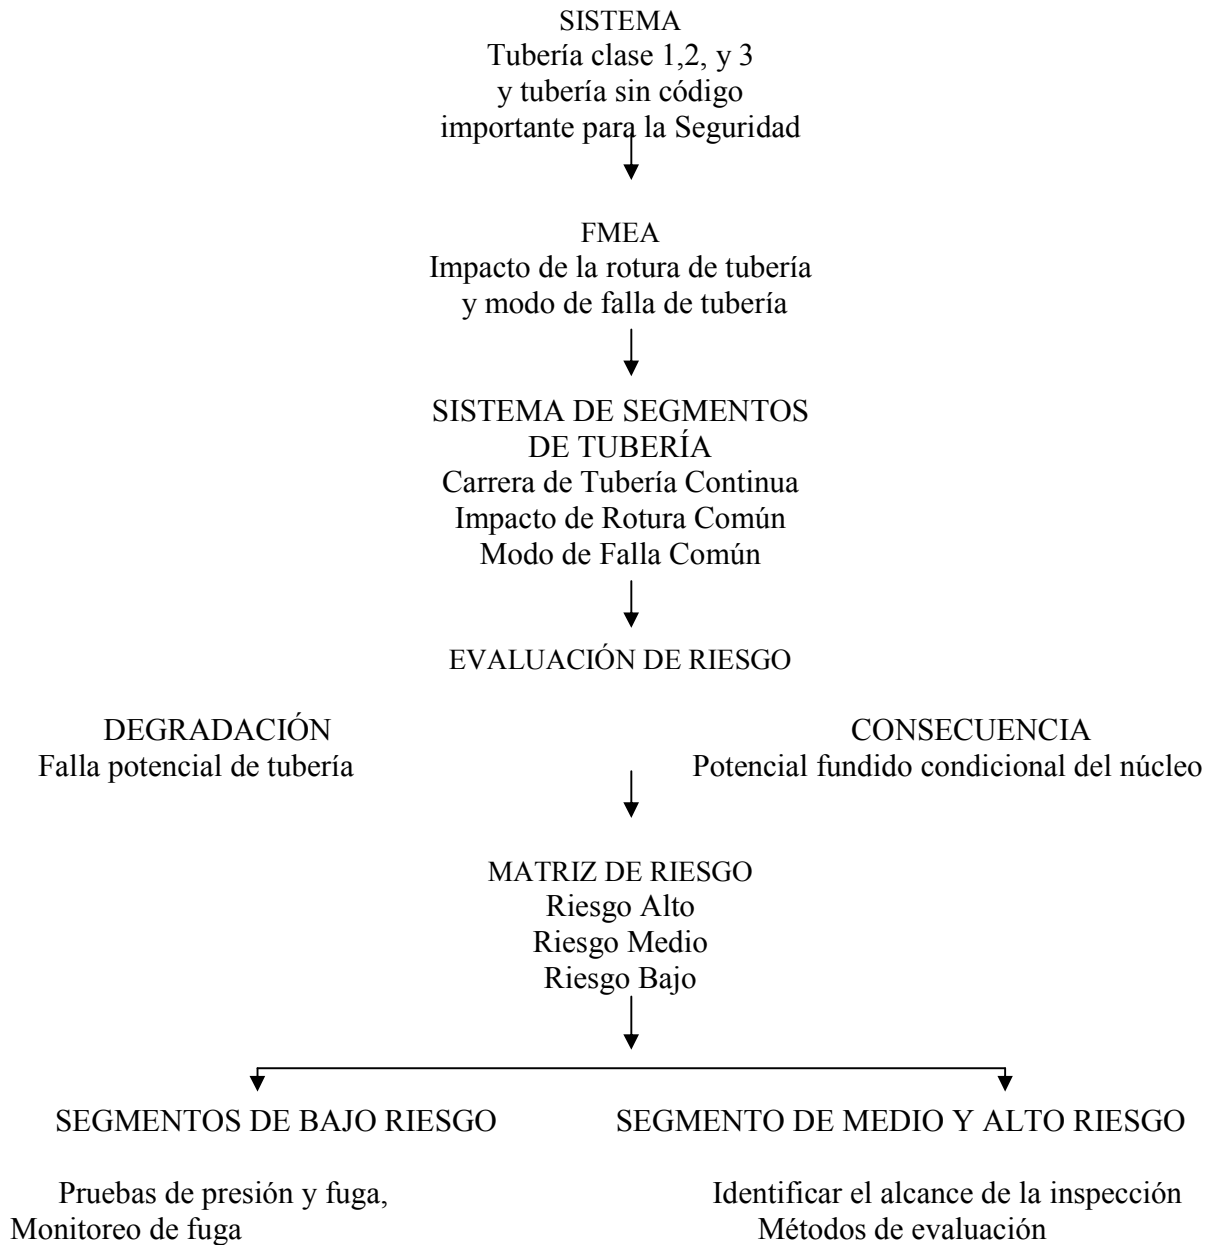 SISTEMA
Tubería clase 1,2, y 3
y tubería sin código
importante para la Seguridad
FMEA
Impacto de la rotura de tubería
y modo de falla de tubería
SISTEMA DE SEGMENTOS
DE TUBERÍA
Carrera de Tubería Continua
Impacto de Rotura Común
Modo de Falla Común
EVALUACIÓN DE RIESGO
DEGRADACIÓN
Falla potencial de tubería
CONSECUENCIA
Potencial fundido condicional del núcleo
MATRIZ DE RIESGO
Riesgo Alto
Riesgo Medio
Riesgo Bajo
SEGMENTOS DE BAJO RIESGO
Pruebas de presión y fuga,
Monitoreo de fuga
SEGMENTO DE MEDIO Y ALTO RIESGO
Identificar el alcance de la inspección
Métodos de evaluación